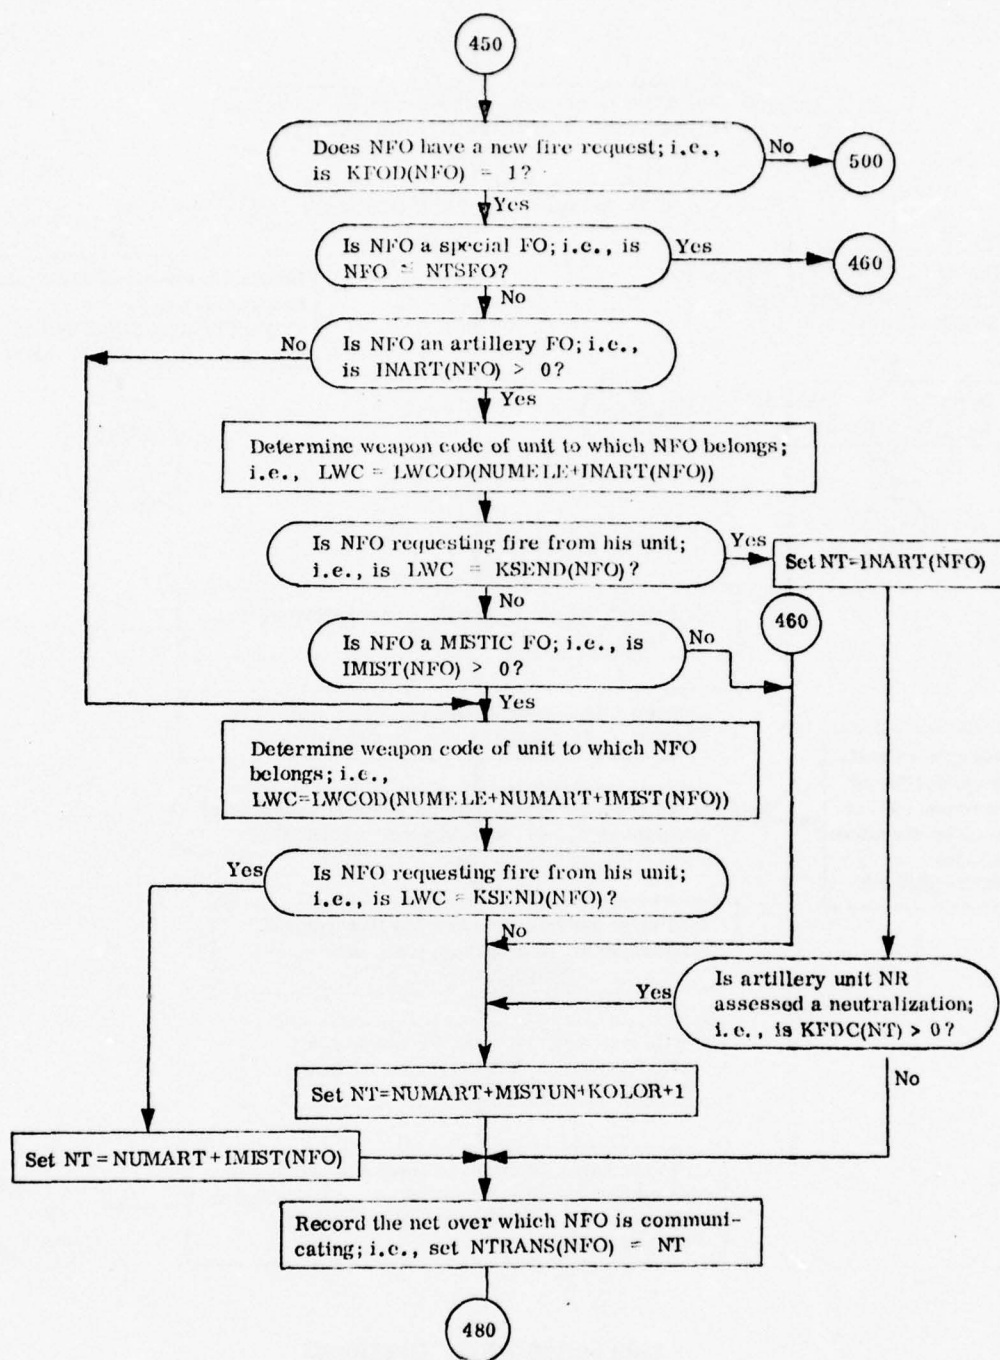 450
Does NFO have a new fire request; i.e.,
is KFOD(NFO) = 1?
No
500
Yes
Is NFO a special FO; i.e., is
NFO = NTSFO?
Yes
460
No
No
Is NFO an artillery FO; i.e.,
is INART(NFO) > 0?
Yes
Determine weapon code of unit to which NFO belongs;
i.e., LWC = LWCOD(NUMELE+INART(NFO))
Is NFO requesting fire from his unit;
i.e., is LWC = KSEND(NFO)?
Yes
Set NT=INART(NFO)
No
460
Is NFO a MISTIC FO; i.e., is
IMIST(NFO) > 0?
No
Yes
Determine weapon code of unit to which NFO
belongs; i.e.,
LWC=LWCOD(NUMELE+NUMART+IMIST(NFO))
Yes
Is NFO requesting fire from his unit;
i.e., is LWC = KSEND(NFO)?
No
Yes
Is artillery unit NR
assessed a neutralization;
i.e., is KFDC(NT) > 0?
No
Set NT=NUMART+MISTUN+KOLOR+1
Set NT = NUMART+IMIST(NFO)
Record the net over which NFO is communi-
cating; i.e., set NTRANS(NFO) = NT
480